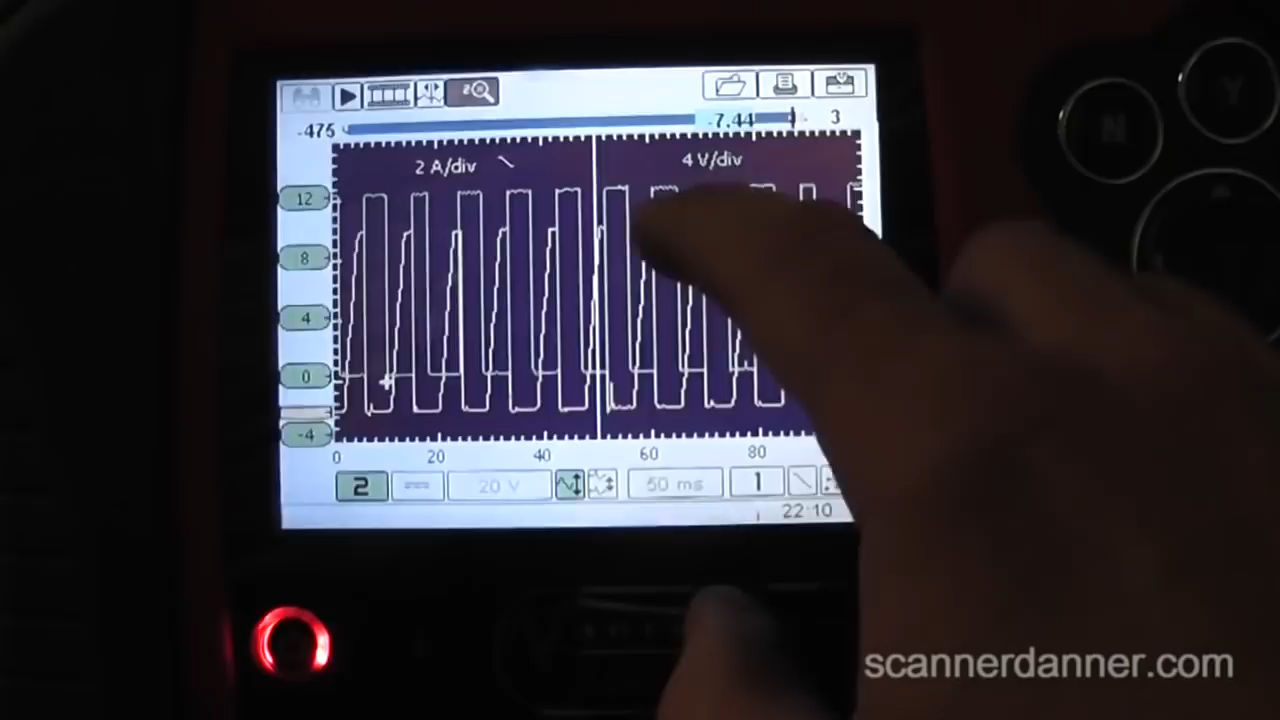 -475 -7.44 3
2 A/div 4 V/div
12
8
4
0
-4
0 20 40 60 80
2 20 V 50 ms 1
22:10
N
Y
scannerdanner.com